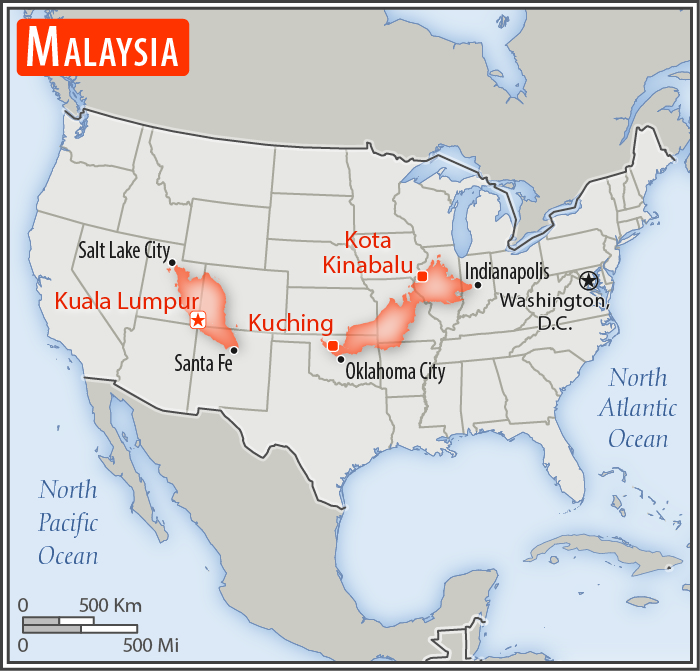 MALAYSIA
Kota
Kinabalu
Salt Lake City
Indianapolis
Kuala Lumpur
Washington,
D.C.
Kuching
Santa Fe
Oklahoma City
North
Atlantic
Ocean
North
Pacific
Ocean
0 500 Km
0 500 Mi